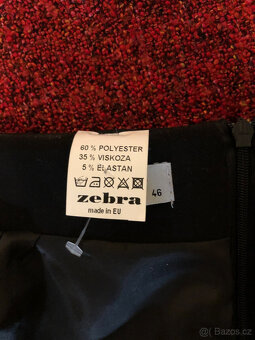 60 % POLYESTER
35 % VISKOZA
5 % ELASTAN
zebra
made in EU
46
Bazos.cz